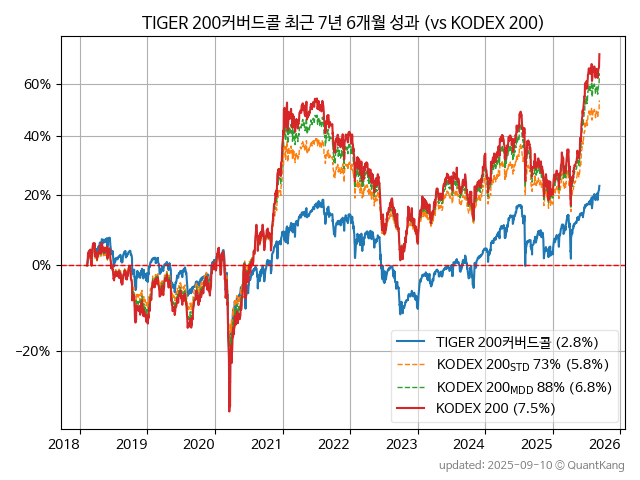 TIGER 200커버드콜 최근 7년 6개월 성과 (vs KODEX 200)
60%
40%
20%
0%
−20%
TIGER 200커버드콜 (2.8%)
KODEX 200STD 73% (5.8%)
KODEX 200MDD 88% (6.8%)
KODEX 200 (7.5%)
2018 2019 2020 2021 2022 2023 2024 2025 2026
updated: 2025-09-10 © QuantKang